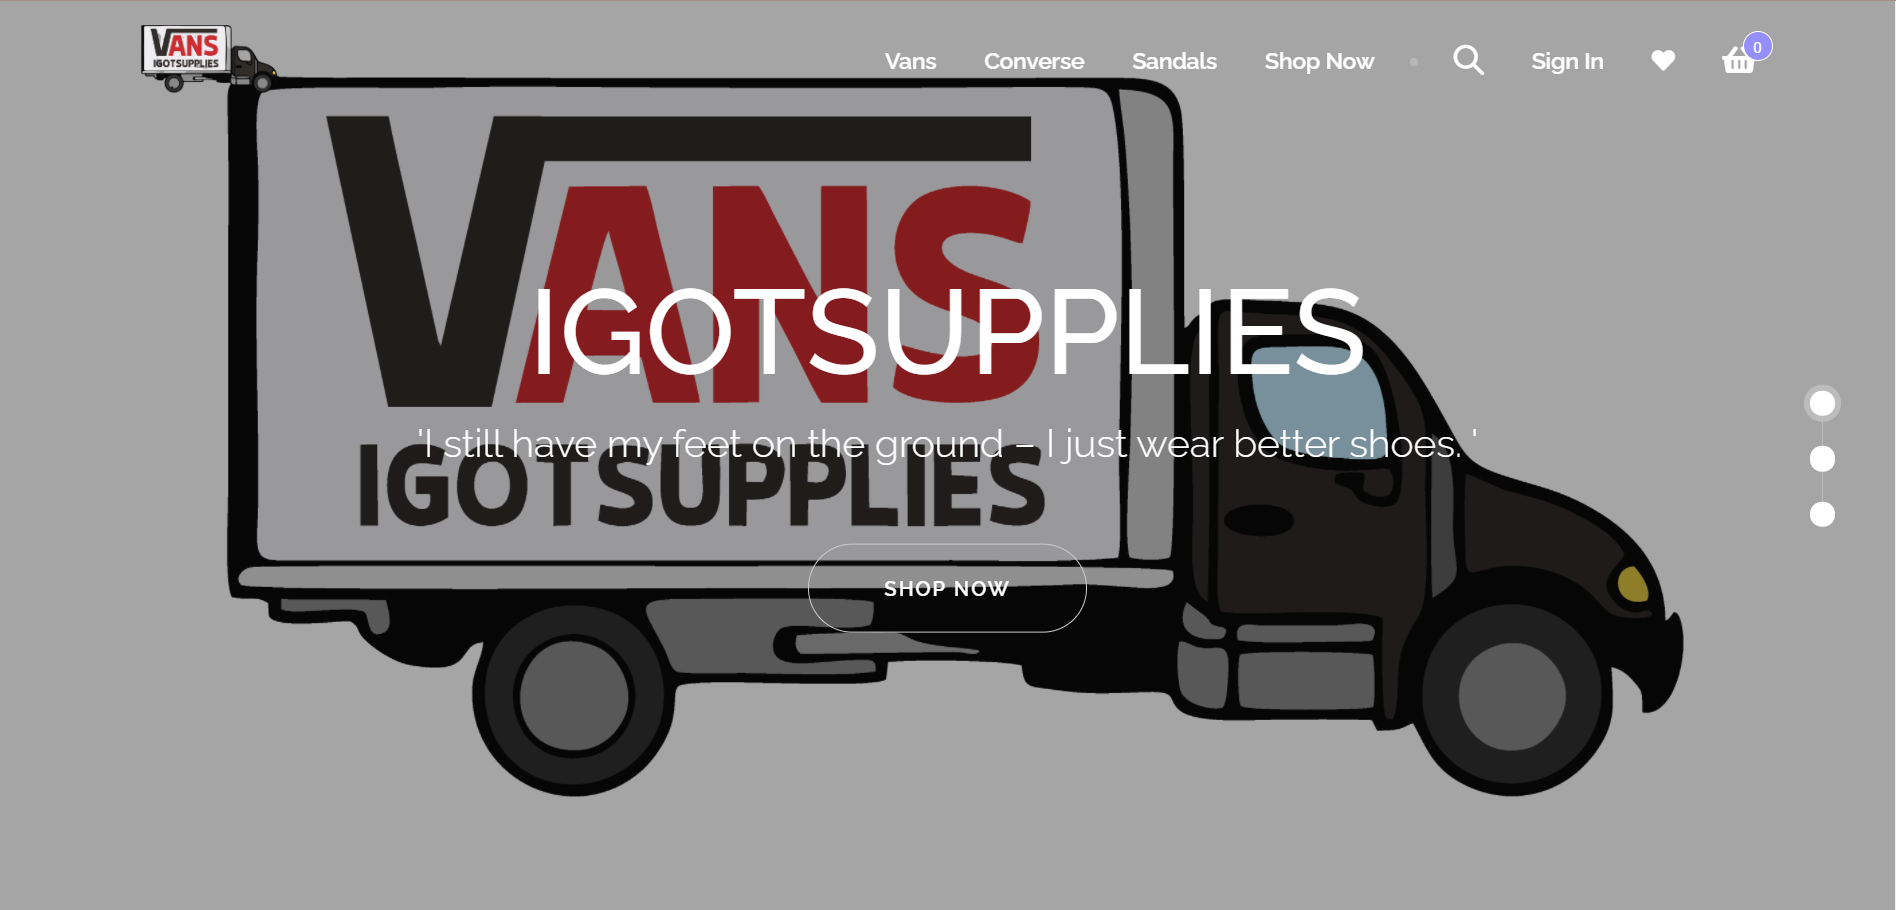 VANS
IGOTSUPPLIES
Vans Converse Sandals Shop Now Sign In 0
VANS
IGOTSUPPLIES
'I still have my feet on the ground – I just wear better shoes. '
IGOTSUPPLIES
SHOP NOW